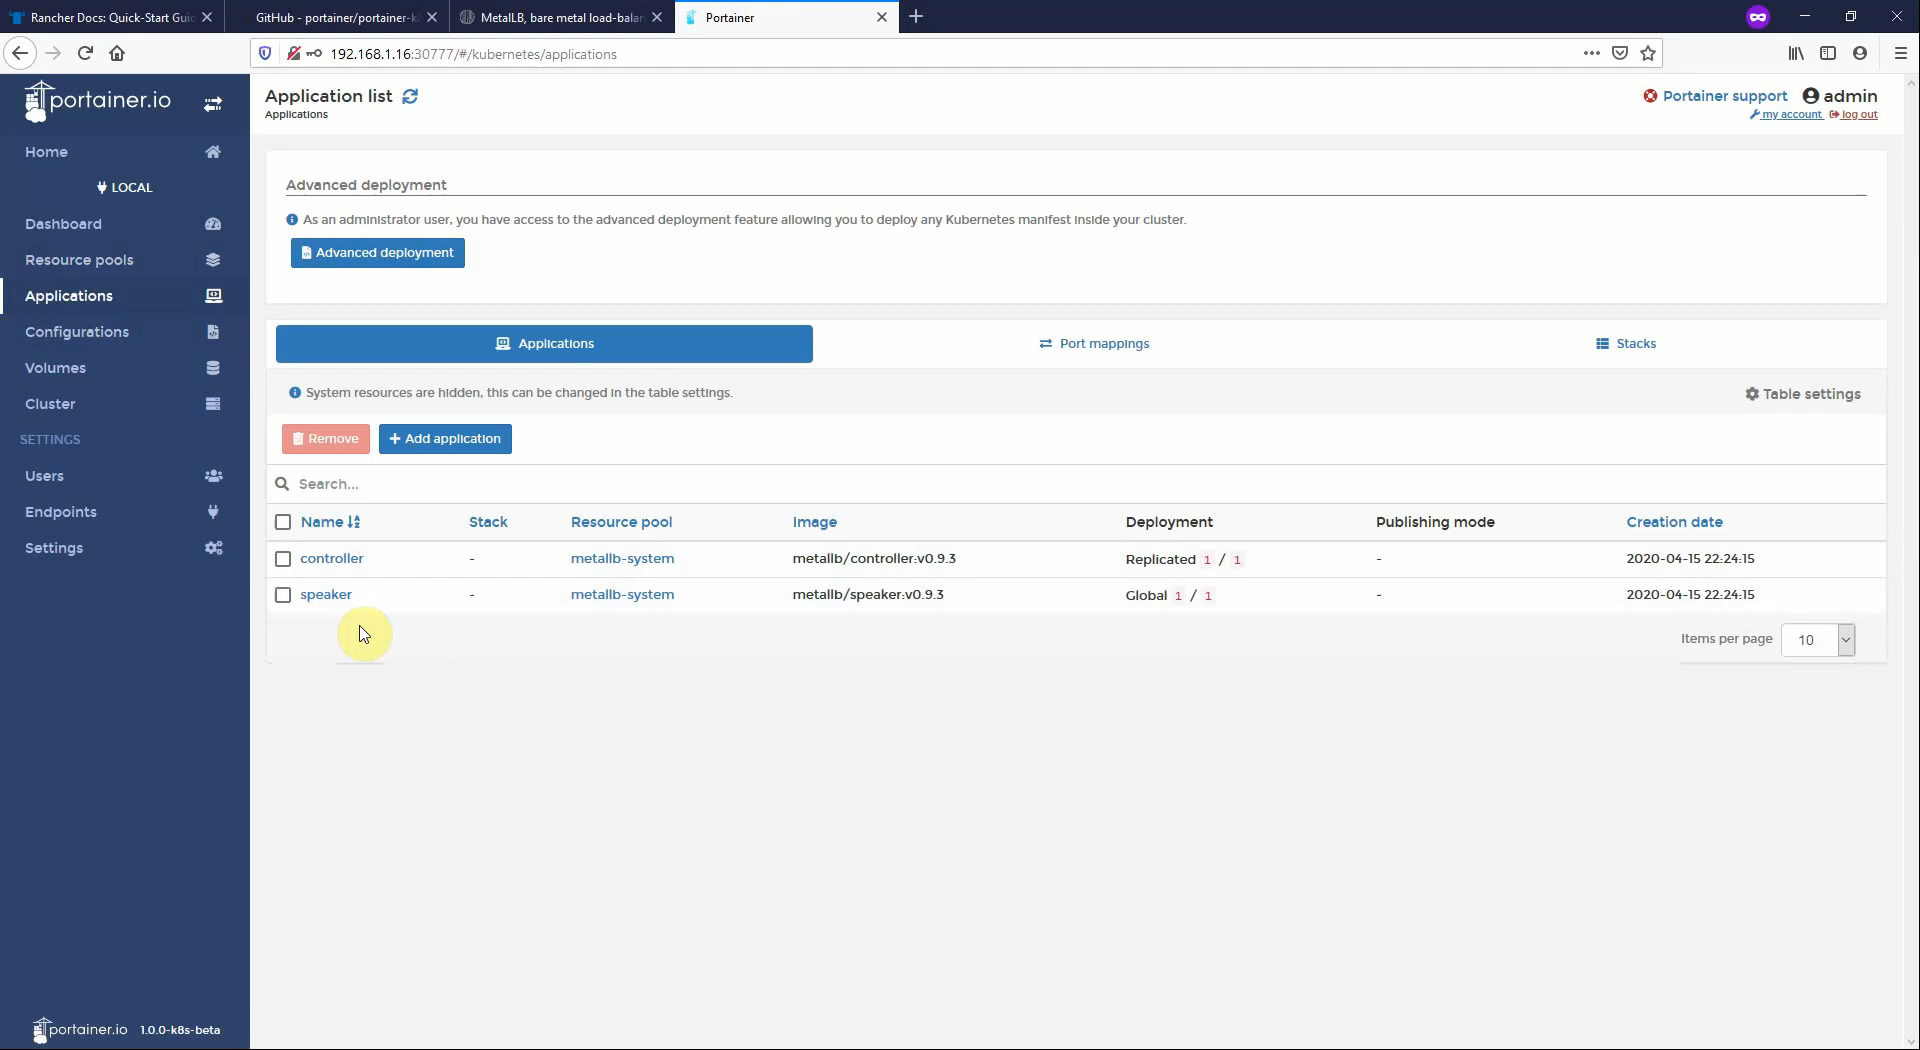 Rancher Docs: Quick-Start Gui
GitHub - portainer/portainer-k
MetalLB, bare metal load-balan
Portainer
192.168.1.16:30777/#/kubernetes/applications
portainer.io
Home
LOCAL
Dashboard
Resource pools
Applications
Configurations
Volumes
Cluster
SETTINGS
Users
Endpoints
Settings
portainer.io 1.0.0-k8s-beta
Application list
Applications
Portainer support
admin
my account
log out
Advanced deployment
As an administrator user, you have access to the advanced deployment feature allowing you to deploy any Kubernetes manifest inside your cluster.
Advanced deployment
Applications
Port mappings
Stacks
System resources are hidden, this can be changed in the table settings.
Table settings
Remove
Add application
Search...
Name Stack Resource pool Image Deployment Publishing mode Creation date
controller - metallb-system metallb/controller:v0.9.3 Replicated 1 / 1 - 2020-04-15 22:24:15
speaker - metallb-system metallb/speaker:v0.9.3 Global 1 / 1 - 2020-04-15 22:24:15
Items per page 10